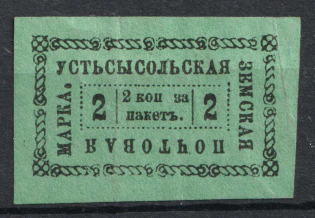 УСТЬСЫСОЛЬСКАЯ
ЗЕМСКАЯ
ПОЧТОВАЯ
МАРКА.
2
2 коп за
пакетъ.
2